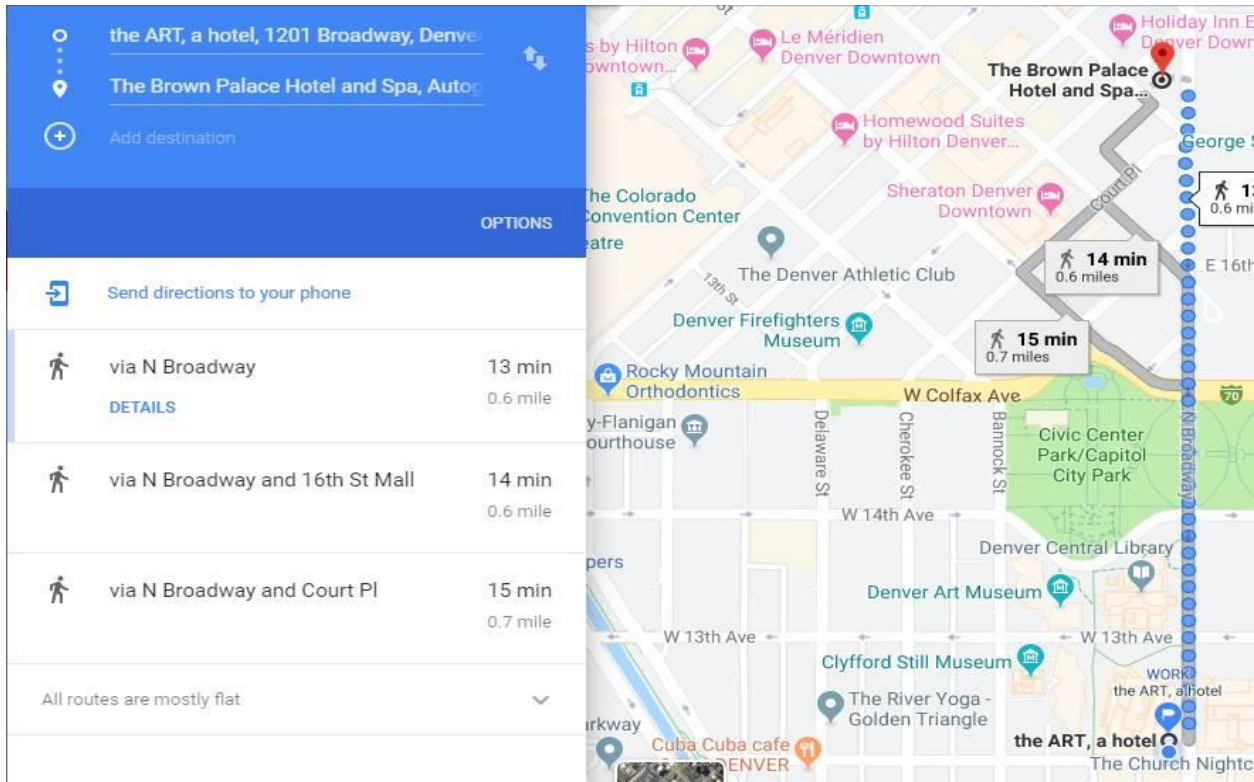 the ART, a hotel, 1201 Broadway, Denve
The Brown Palace Hotel and Spa, Autog
Add destination
OPTIONS
Send directions to your phone
via N Broadway
13 min
0.6 mile
DETAILS
via N Broadway and 16th St Mall
14 min
0.6 mile
via N Broadway and Court Pl
15 min
0.7 mile
All routes are mostly flat
Holiday Inn E
Denver Down
s by Hilton
owntown...
Le Méridien
Denver Downtown
The Brown Palace
Hotel and Spa...
Homewood Suites
by Hilton Denver...
George S
Sheraton Denver
Downtown
Court Pl
The Colorado
Convention Center
eatre
13
0.6 mi
14 min
0.6 miles
E 16th
The Denver Athletic Club
13th St
Denver Firefighters
Museum
15 min
0.7 miles
Rocky Mountain
Orthodontics
W Colfax Ave
70
y-Flanigan
ourthouse
Delaware St
Cherokee St
Bannock St
Civic Center
Park/Capitol
City Park
N Broadway
W 14th Ave
Denver Central Library
pers
Denver Art Museum
W 13th Ave
W 13th Ave
Clyfford Still Museum
WORK
the ART, a hotel
The River Yoga -
Golden Triangle
arkway
the ART, a hotel
Cuba Cuba cafe
DENVER
The Church Nightc